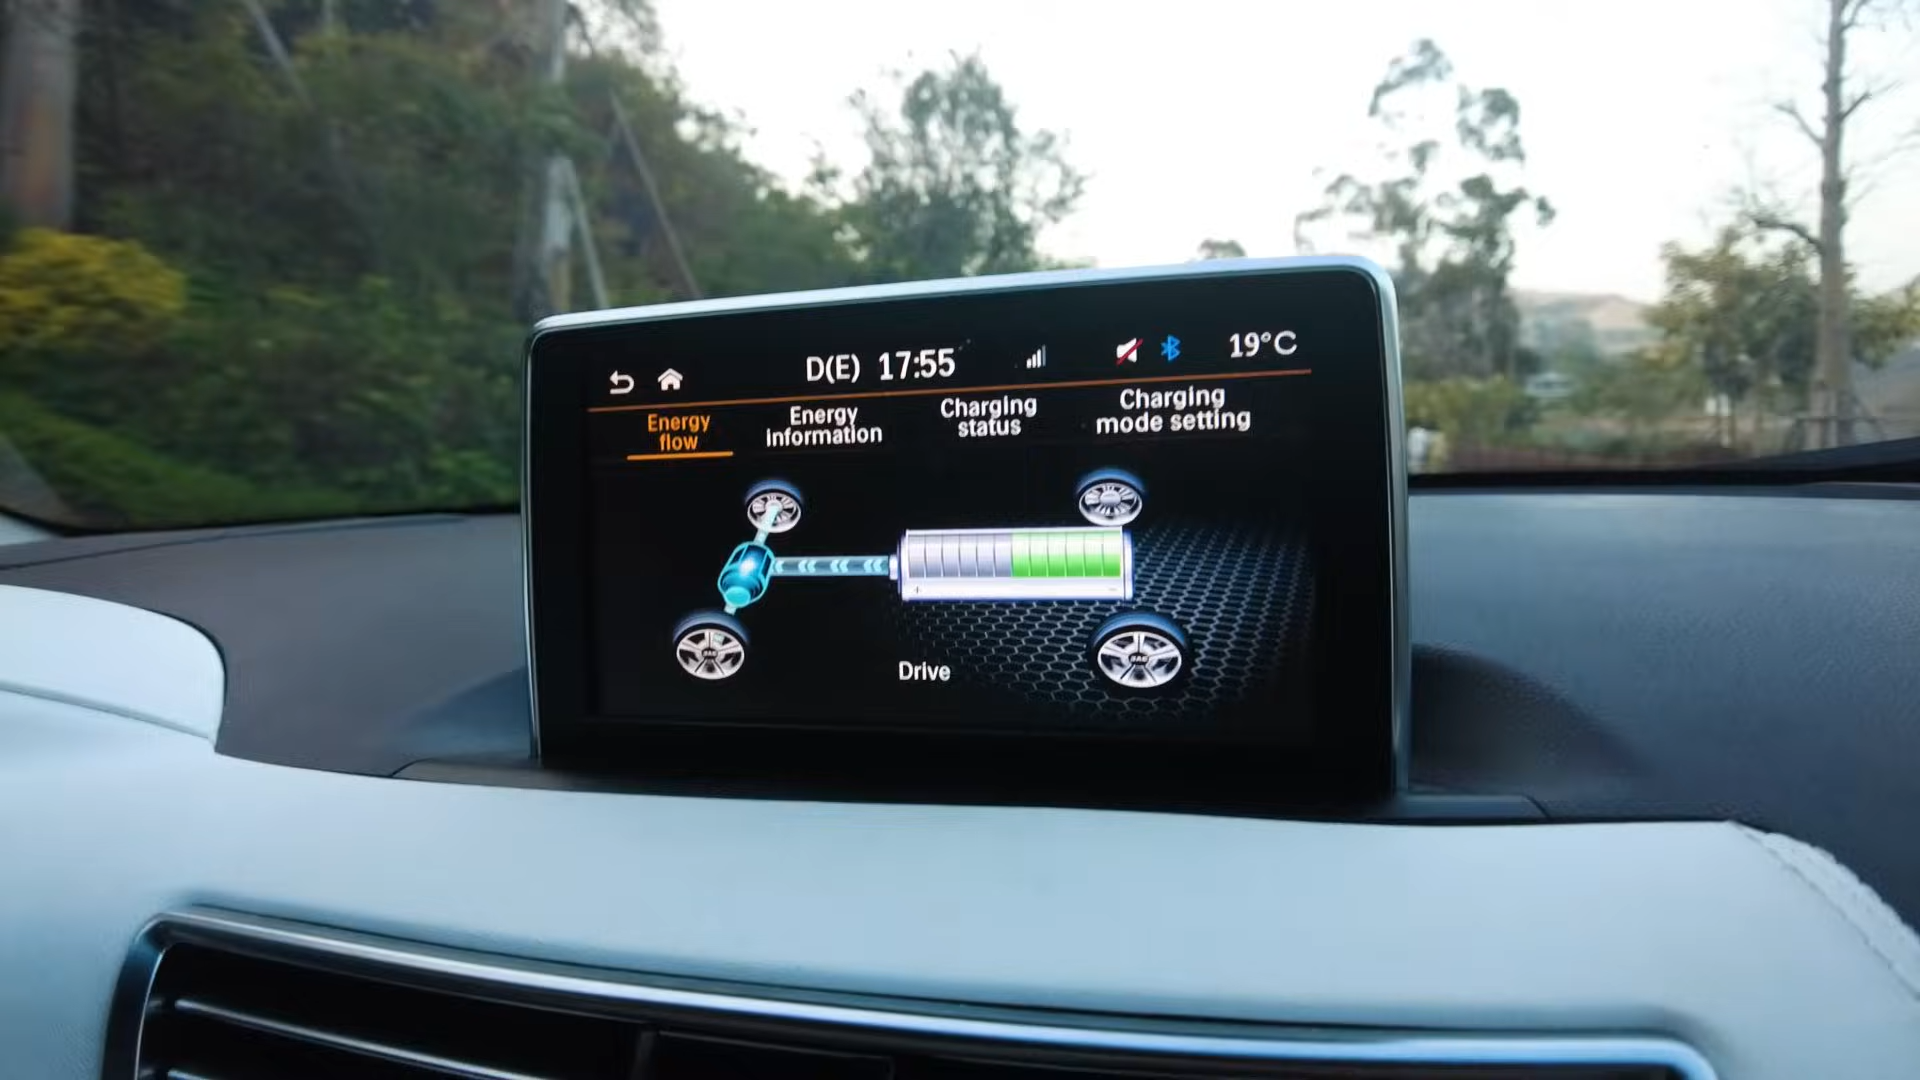 D(E) 17:55 19°C
Energy flow
Energy information
Charging status
Charging mode setting
Drive